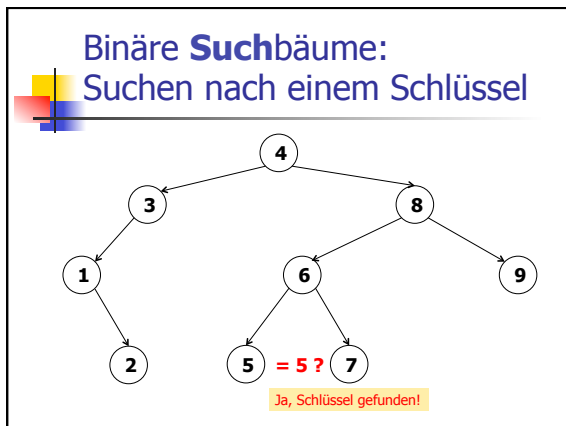 Binäre Suchbäume:
Suchen nach einem Schlüssel
4
3 8
1 6 9
2 5 = 5 ? 7
Ja, Schlüssel gefunden!